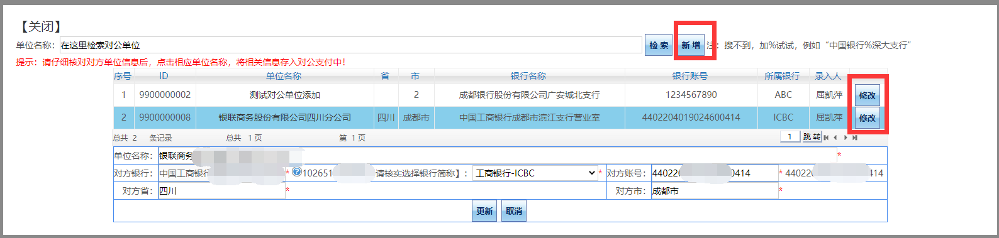 【关闭】
单位名称： 在这里检索对公单位 检 索 新 增 注：搜不到，加%试试，例如“中国银行%深大支行”
提示：请仔细核对对方单位信息后，点击相应单位名称，将相关信息存入对公支付中！
序号 ID 单位名称 省 市 银行名称 银行账号 所属银行 录入人
1 9900000002 测试对公单位添加 2 成都银行股份有限公司广安城北支行 1234567890 ABC 屈凯萍 修改
2 9900000008 银联商务股份有限公司四川分公司 四川 成都市 中国工商银行成都市滨江支行营业室 4402204019024600414 ICBC 屈凯萍 修改
总共 2 条记录 总共 1 页 第 1 页 1 跳 转
单位名称： 银联商务 *
对方银行： 中国工商银行 * 102651 请核实选择银行简称】： 工商银行-ICBC * 对方账号： 44022 0414 * 44022 0414
对方省： 四川 * 对方市： 成都市 *
更新 取消